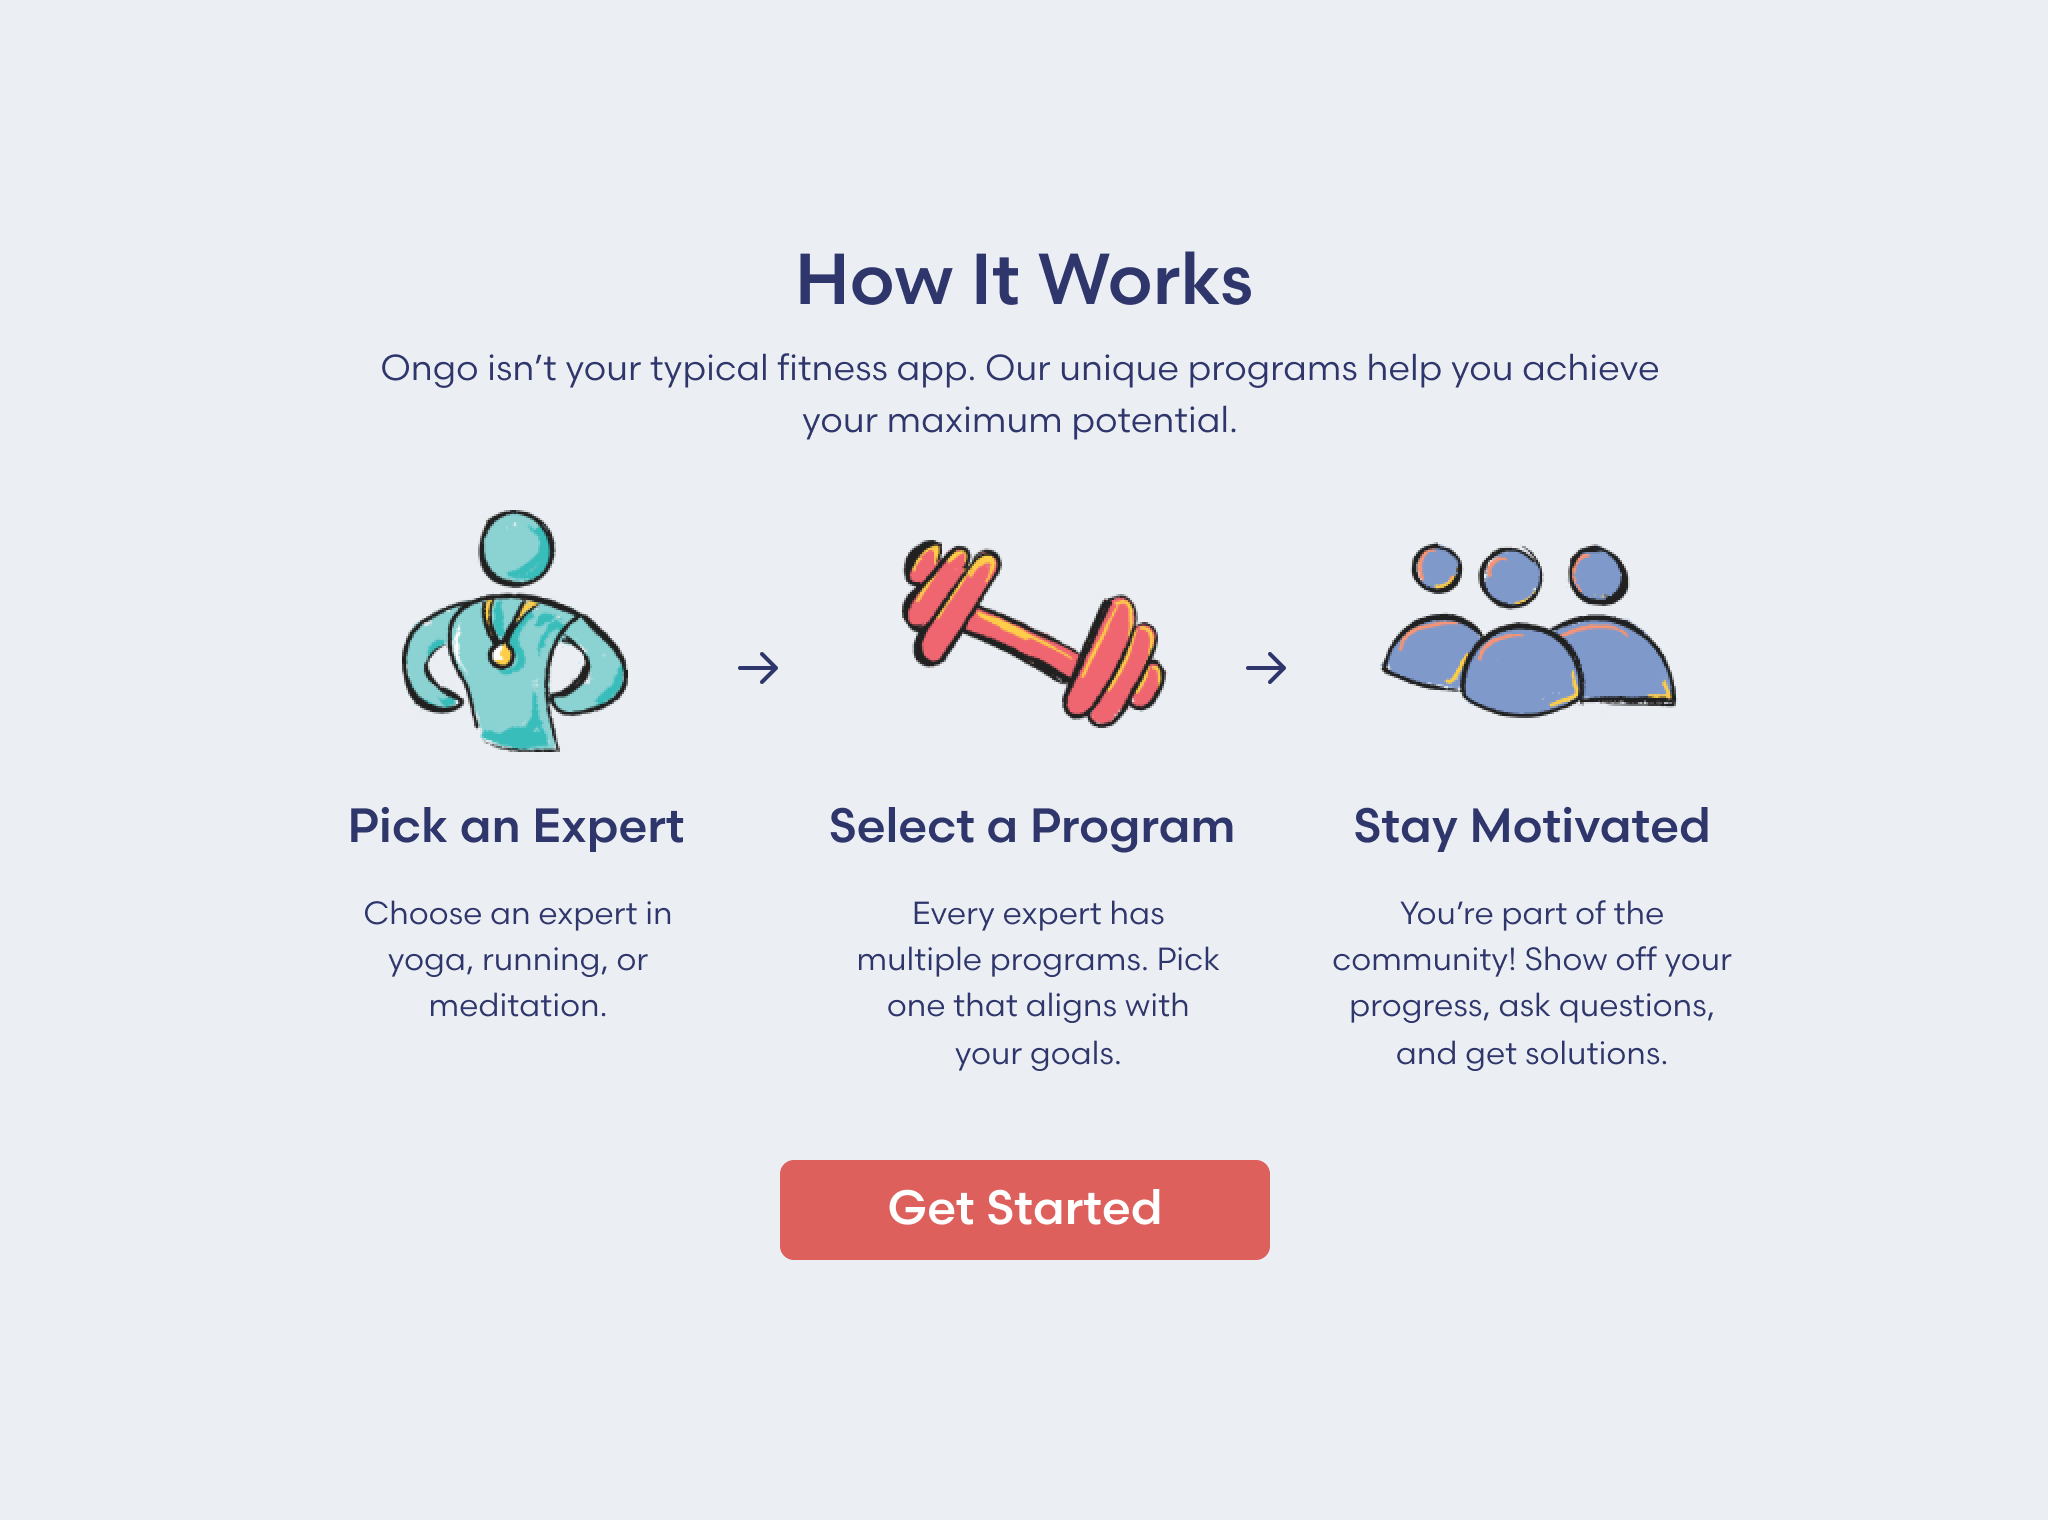 How It Works
Ongo isn’t your typical fitness app. Our unique programs help you achieve
your maximum potential.
Pick an Expert
Choose an expert in
yoga, running, or
meditation.
Select a Program
Every expert has
multiple programs. Pick
one that aligns with
your goals.
Stay Motivated
You’re part of the
community! Show off your
progress, ask questions,
and get solutions.
Get Started